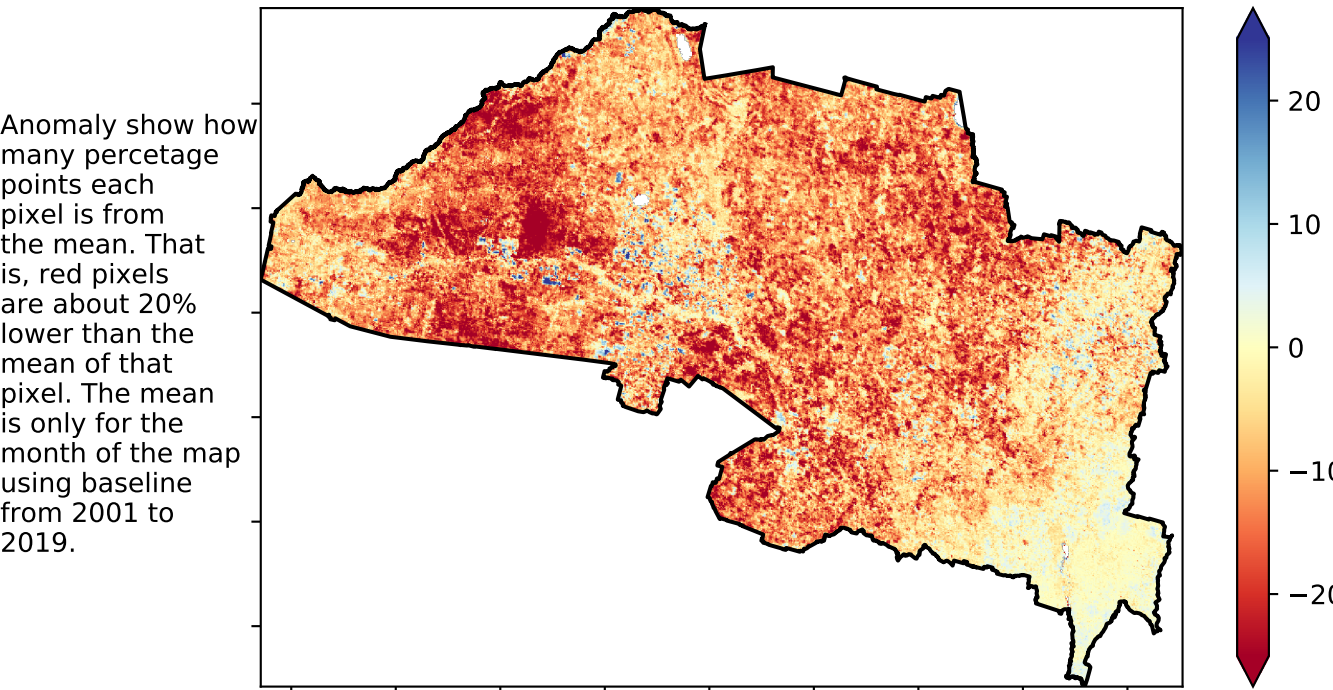 Anomaly show how
many percetage
points each
pixel is from
the mean. That
is, red pixels
are about 20%
lower than the
mean of that
pixel. The mean
is only for the
month of the map
using baseline
from 2001 to
2019.
20
10
0
−10
−20